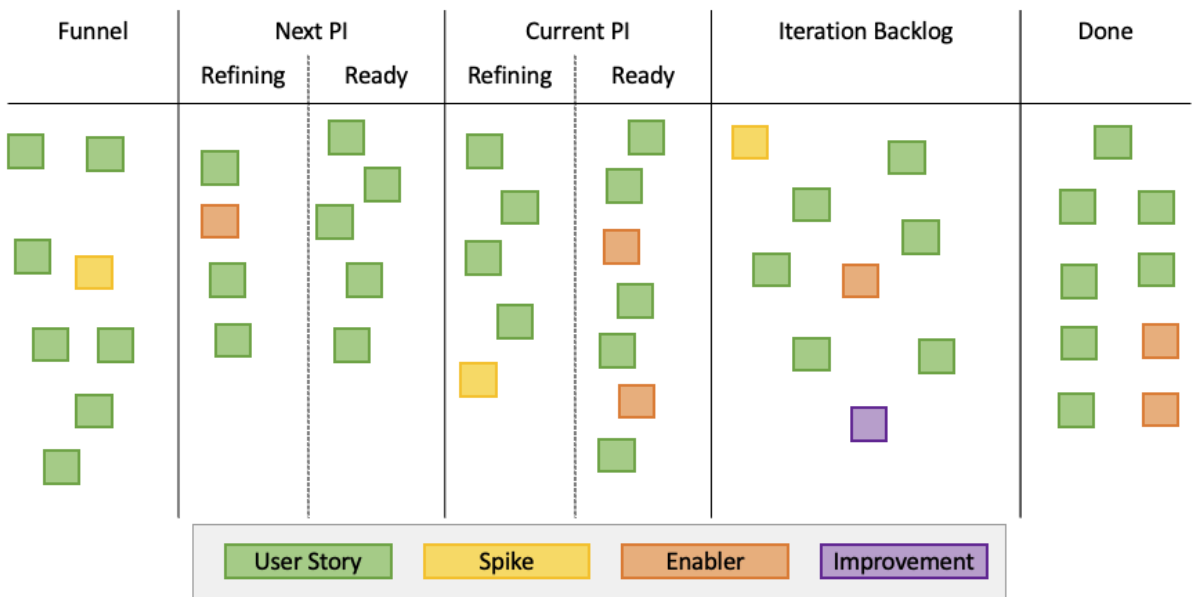 Funnel
Next PI
Current PI
Iteration Backlog
Done
Refining
Ready
Refining
Ready
User Story
Spike
Enabler
Improvement